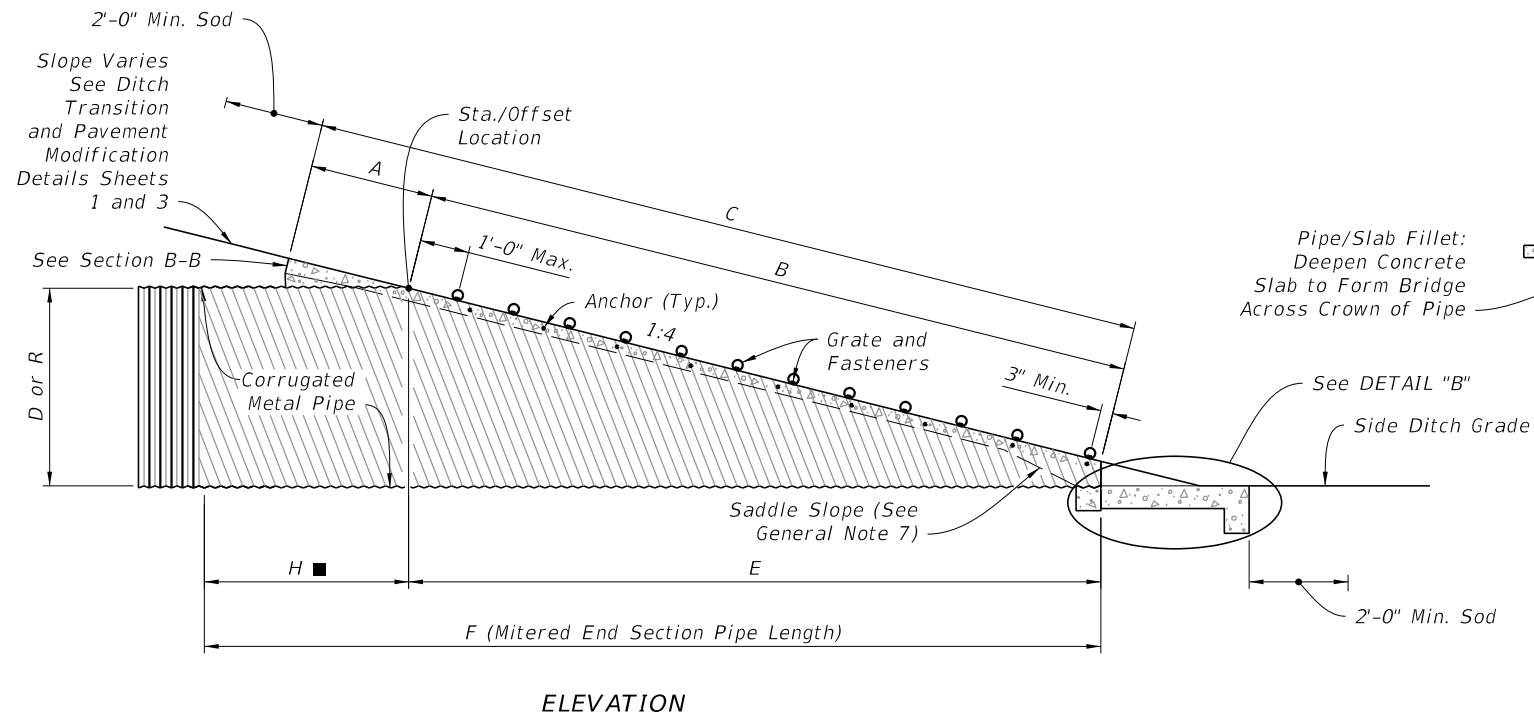 2'-0" Min. Sod
Slope Varies
See Ditch
Transition
and Pavement
Modification
Details Sheets
1 and 3
Sta./Offset
Location
A
C
1'-0" Max.
B
See Section B-B
Pipe/Slab Fillet:
Deepen Concrete
Slab to Form Bridge
Across Crown of Pipe
Anchor (Typ.)
1:4
Grate and
Fasteners
D or R
Corrugated
Metal Pipe
3" Min.
See DETAIL "B"
Side Ditch Grade
Saddle Slope (See
General Note 7)
H ■
E
2'-0" Min. Sod
F (Mitered End Section Pipe Length)
ELEVATION